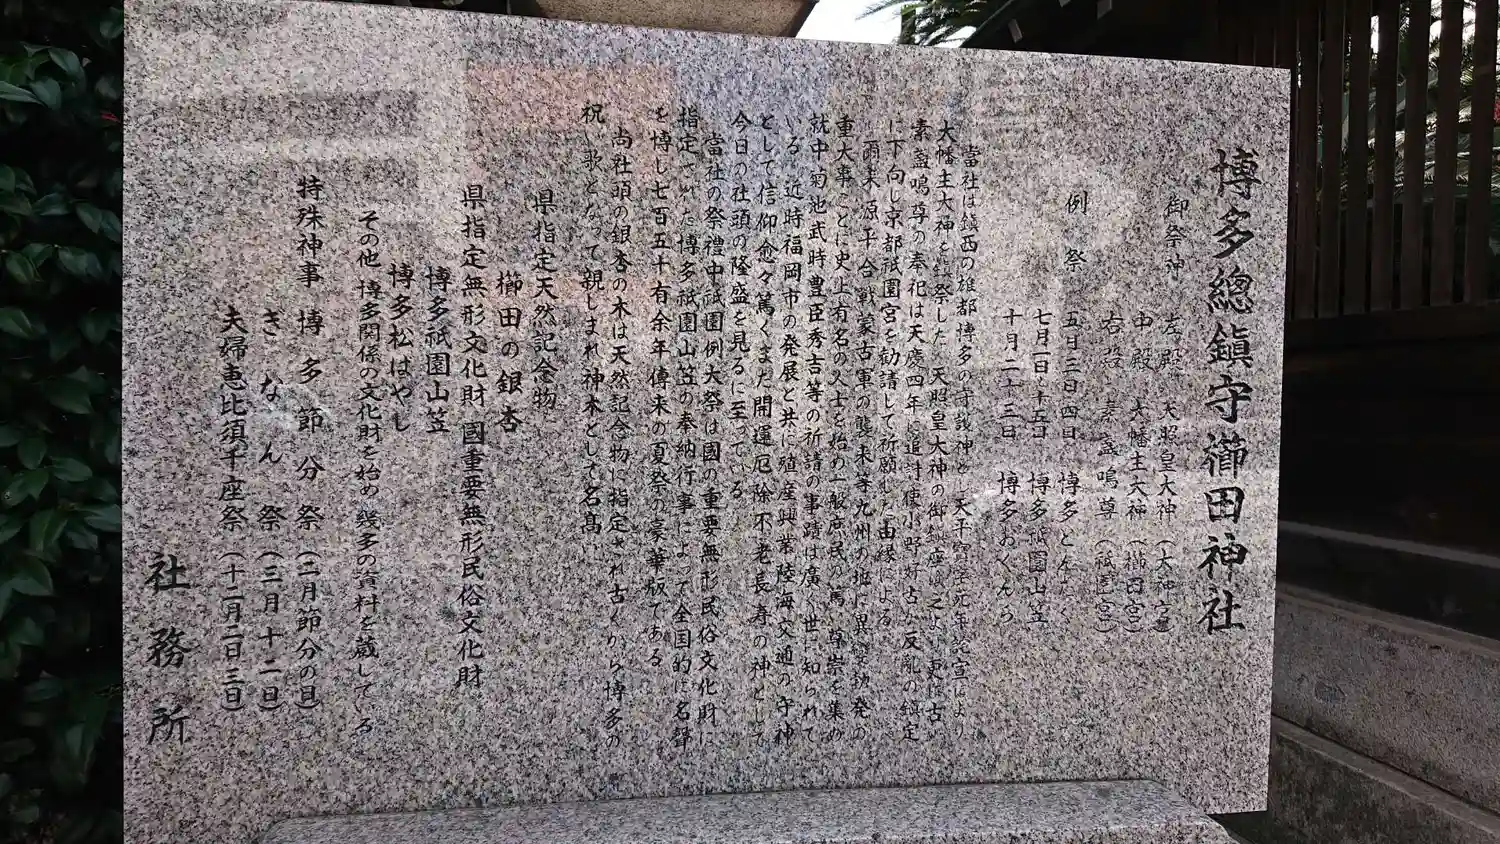 博多總鎮守櫛田神社
御祭神 左殿 天照皇大神 (大神宮)
中殿 大幡主大神 (櫛田宮)
右殿 素盞嗚尊 (祇園宮)
例祭 五月三日四日 博多どんたく
七月一日-十五日 博多祇園山笠
十月二十三日 博多おくんち
當社は鎮西の雄都博多の守護神として天平寶字元年託宣により
大幡主大神を鎮祭した 天照皇大神の御鎮座は之より更に古い
素盞嗚尊の奉祀は天慶四年に追討使小野好古が反亂の鎮定
に下向し京都祇園宮を勧請して祈願した由縁による
爾来 源平合戦蒙古軍の襲来等九州の地に異變勃発の
重大事ごとに史上有名の人士を始め一般庶民の篤い尊崇を集め
就中菊池武時 豊臣秀吉等の祈請の事蹟は廣く世に知られて
いる 近時福岡市の発展と共に殖産興業陸海交通の守神
として信仰愈々篤くまた開運厄除不老長寿の神として
今日の社頭の隆盛を見るに至っている
當社の祭禮中祇園例大祭は國の重要無形民俗文化財に
指定された博多祇園山笠の奉納行事によって全国的に名聲
を博し七百五十有余年傳来の夏祭の豪華版である
尚社頭の銀杏の木は天然記念物に指定され古くから博多の
祝い歌となって親しまれ神木として名高い
県指定天然記念物
櫛田の銀杏
県指定無形文化財 國重要無形民俗文化財
博多祇園山笠
博多松ばやし
その他 博多関係の文化財を始め 幾多の資料を蔵している
特殊神事 博多節分祭 (二月節分の日)
ぎなん祭 (三月十二日)
夫婦恵比須千座祭 (十二月二日三日)
社務所